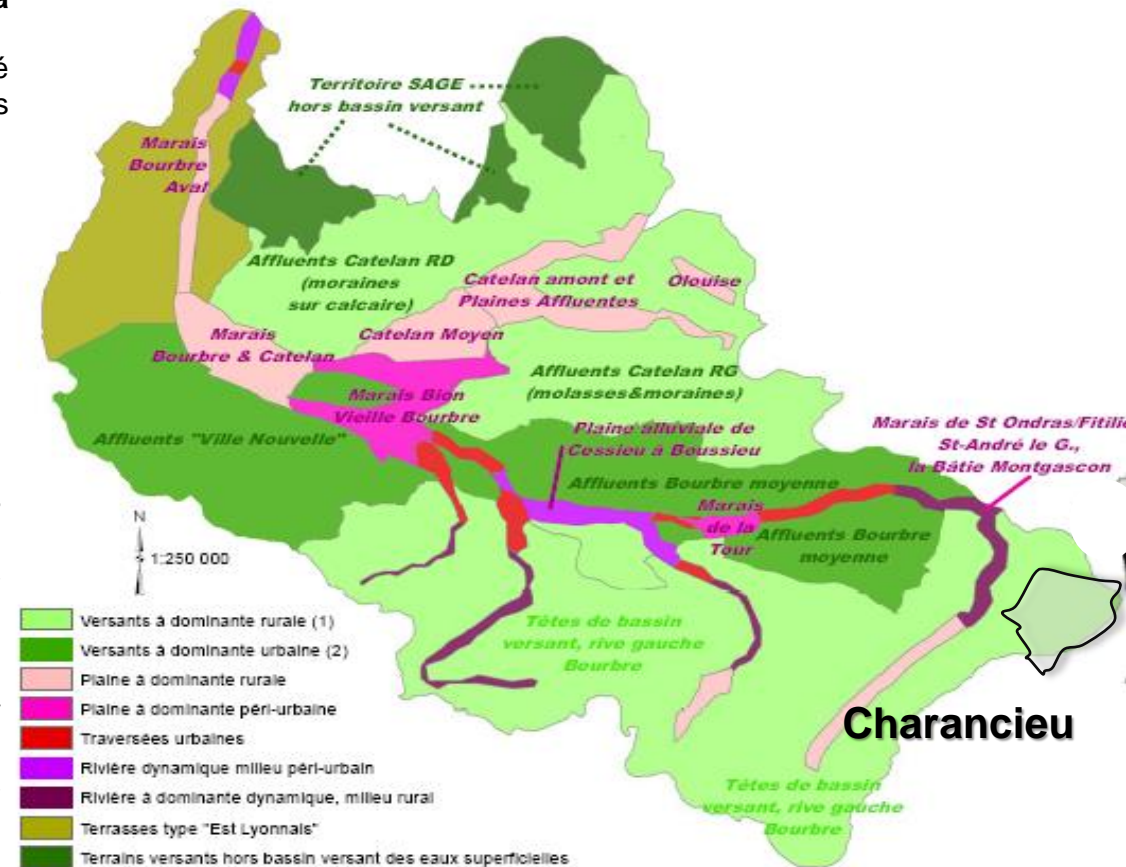 a
é
s
Territoire SAGE
hors bassin versant
Marais
Bourbre
Aval
Affluents Catelan RD
(moraines
sur calcaire)
Catelan amont et
Plaines Affluentes
Olouise
Marais
Bourbre & Catelan
Catelan Moyen
Affluents Catelan RG
(molasses&moraines)
Marais Bion
Vieille Bourbre
Affluents "Ville Nouvelle"
Plaine alluviale de
Cessieu à Boussieu
Marais de St Ondras/Fitilie
St-André le G.,
la Bâtie Montgascon
Affluents Bourbre moyenne
Marais
de la
Tour
Affluents Bourbre
moyenne
N
1:250 000
Têtes de bassin
versant, rive gauche
Bourbre
Charancieu
Têtes de bassin
versant, rive gauche
Bourbre
Versants à dominante rurale (1)
Versants à dominante urbaine (2)
Plaine à dominante rurale
Plaine à dominante péri-urbaine
Traversées urbaines
Rivière dynamique milieu péri-urbain
Rivière à dominante dynamique, milieu rural
Terrasses type "Est Lyonnais"
Terrains versants hors bassin versant des eaux superficielles